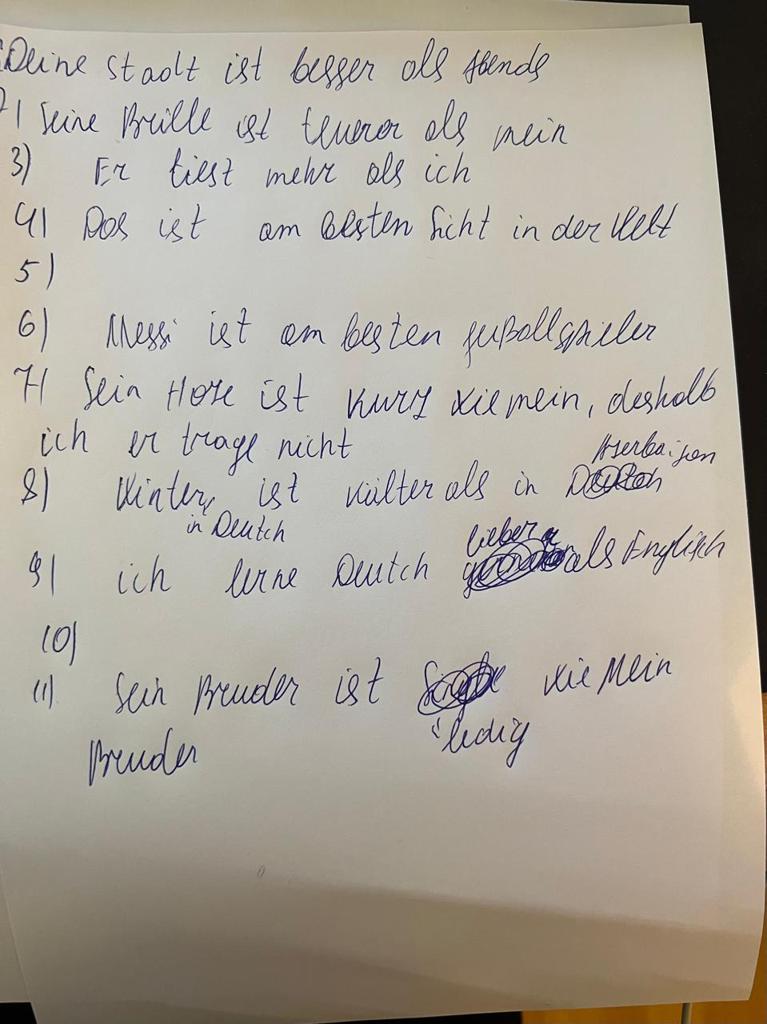 Deine Stadt ist besser als Abends
2) Seine Brille ist teuerer als mein
3) Er liest mehr als ich
4) Das ist am besten Sicht in der Welt
5)
6) Messi ist am besten fußballspieler
7) Sein Hose ist kurz wie mein, deshalb
ich er trage nicht
Azerbaijan
8) Winter ist kälter als in
in Deutch
lieber
9) ich lerne Deutch als Englisch
10)
11) Sein Bruder ist wie mein
ledig
Bruder